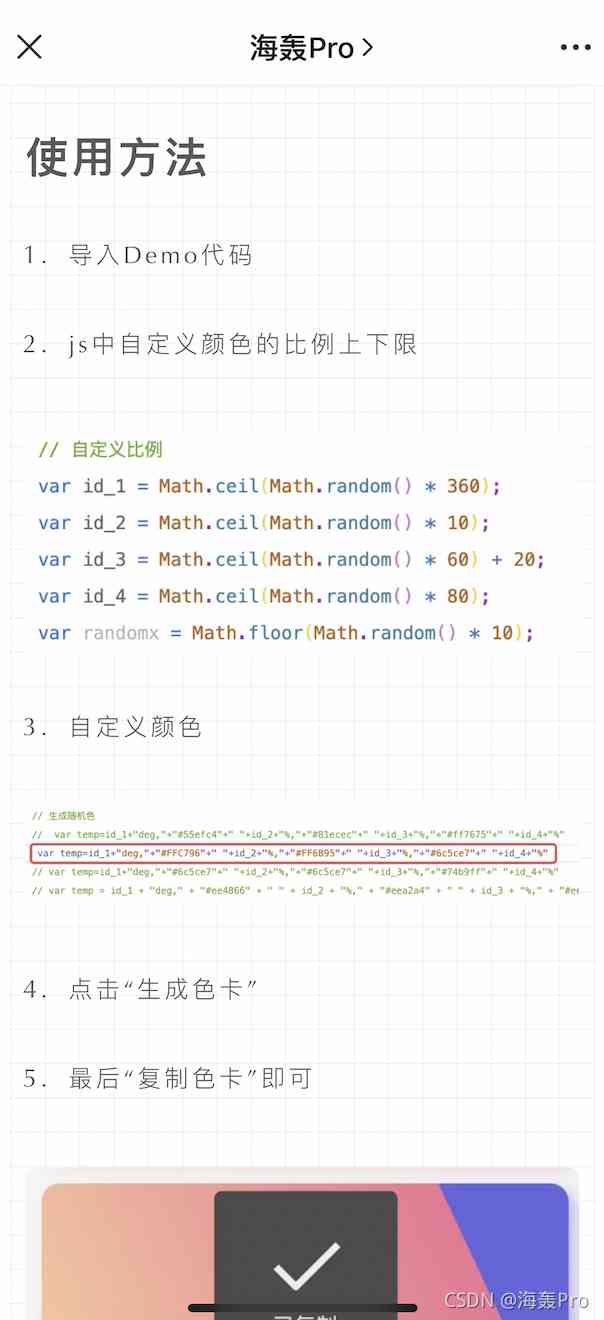 海轰Pro
使用方法
1. 导入Demo代码
2. js中自定义颜色的比例上下限
// 自定义比例
var id_1 = Math.ceil(Math.random() * 360);
var id_2 = Math.ceil(Math.random() * 10);
var id_3 = Math.ceil(Math.random() * 60) + 20;
var id_4 = Math.ceil(Math.random() * 80);
var randomx = Math.floor(Math.random() * 10);
3. 自定义颜色
// 生成随机色
// var temp=id_1+"deg,"+"#55efc4"+" "+id_2+"%,"+"#81ecec"+" "+id_3+"%,"+"#ff7675"+" "+id_4+"%"
var temp=id_1+"deg,"+"#FFC796"+" "+id_2+"%,"+"#FF6B95"+" "+id_3+"%,"+"#6c5ce7"+" "+id_4+"%"
// var temp=id_1+"deg,"+"#6c5ce7"+" "+id_2+"%,"+"#6c5ce7"+" "+id_3+"%,"+"#74b9ff"+" "+id_4+"%"
// var temp = id_1 + "deg," + "#ee4866" + " " + id_2 + "%," + "#eea2a4" + " " + id_3 + "%," + "#ee
4. 点击“生成色卡”
5. 最后“复制色卡”即可
CSDN @海轰Pro